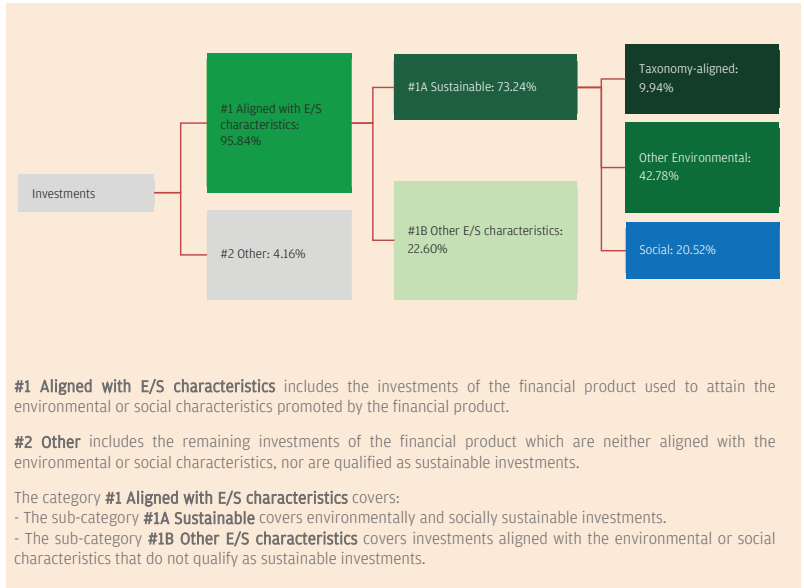 Investments
#1 Aligned with E/S
characteristics:
95.84%
#2 Other: 4.16%
#1A Sustainable: 73.24%
#1B Other E/S characteristics:
22.60%
Taxonomy-aligned:
9.94%
Other Environmental:
42.78%
Social: 20.52%
#1 Aligned with E/S characteristics includes the investments of the financial product used to attain the
environmental or social characteristics promoted by the financial product.
#2 Other includes the remaining investments of the financial product which are neither aligned with the
environmental or social characteristics, nor are qualified as sustainable investments.
The category #1 Aligned with E/S characteristics covers:
- The sub-category #1A Sustainable covers environmentally and socially sustainable investments.
- The sub-category #1B Other E/S characteristics covers investments aligned with the environmental or social
characteristics that do not qualify as sustainable investments.